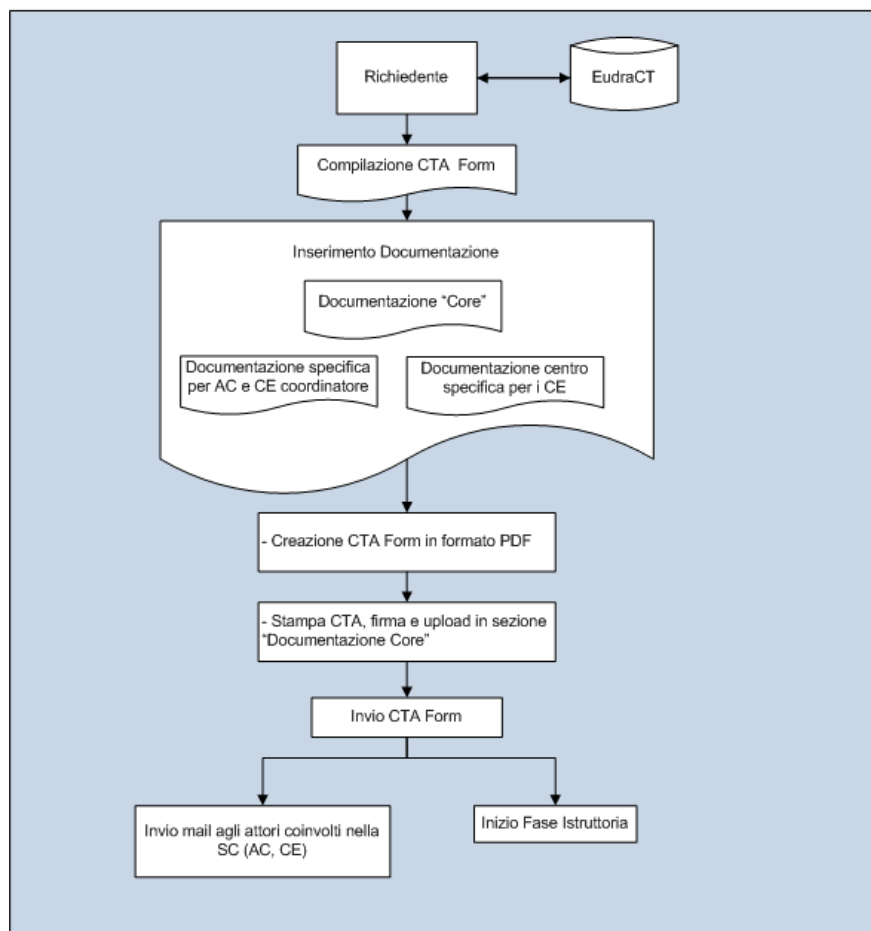 Richiedente
EudraCT
Compilazione CTA Form
Inserimento Documentazione
Documentazione “Core”
Documentazione specifica
per AC e CE coordinatore
Documentazione centro
specifica per i CE
- Creazione CTA Form in formato PDF
- Stampa CTA, firma e upload in sezione
“Documentazione Core”
Invio CTA Form
Invio mail agli attori coinvolti nella
SC (AC, CE)
Inizio Fase Istruttoria